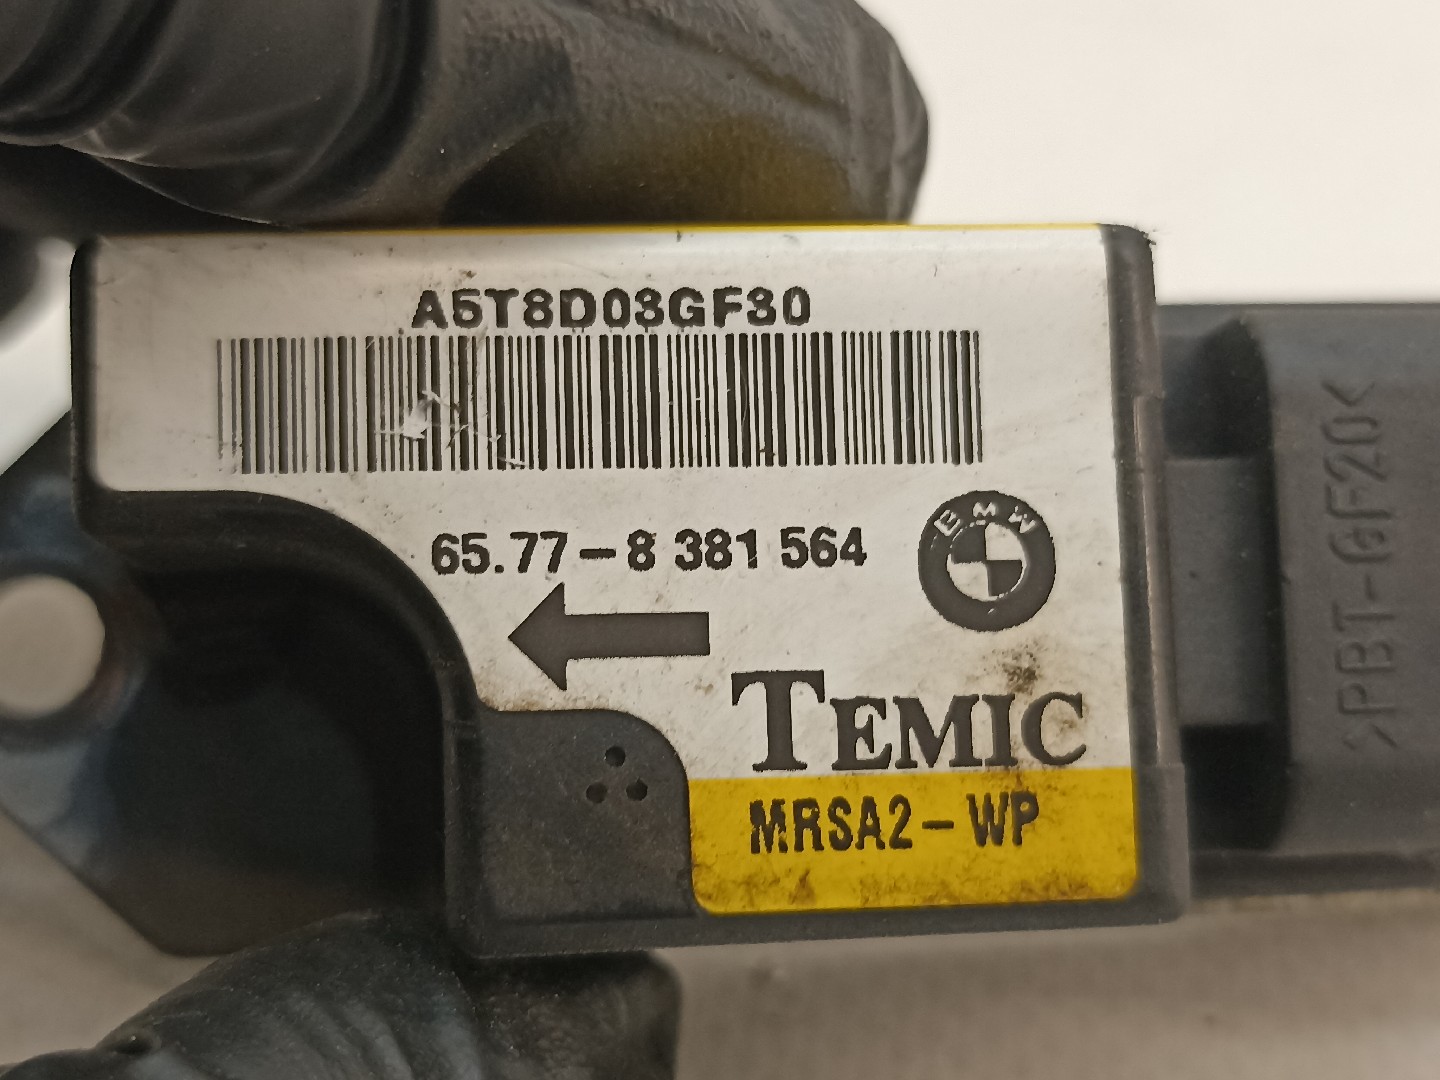 A5T8D03GF30
65.77-8 381 564
BMW
TEMIC
MRSA2-WP
>PBT-GF20<